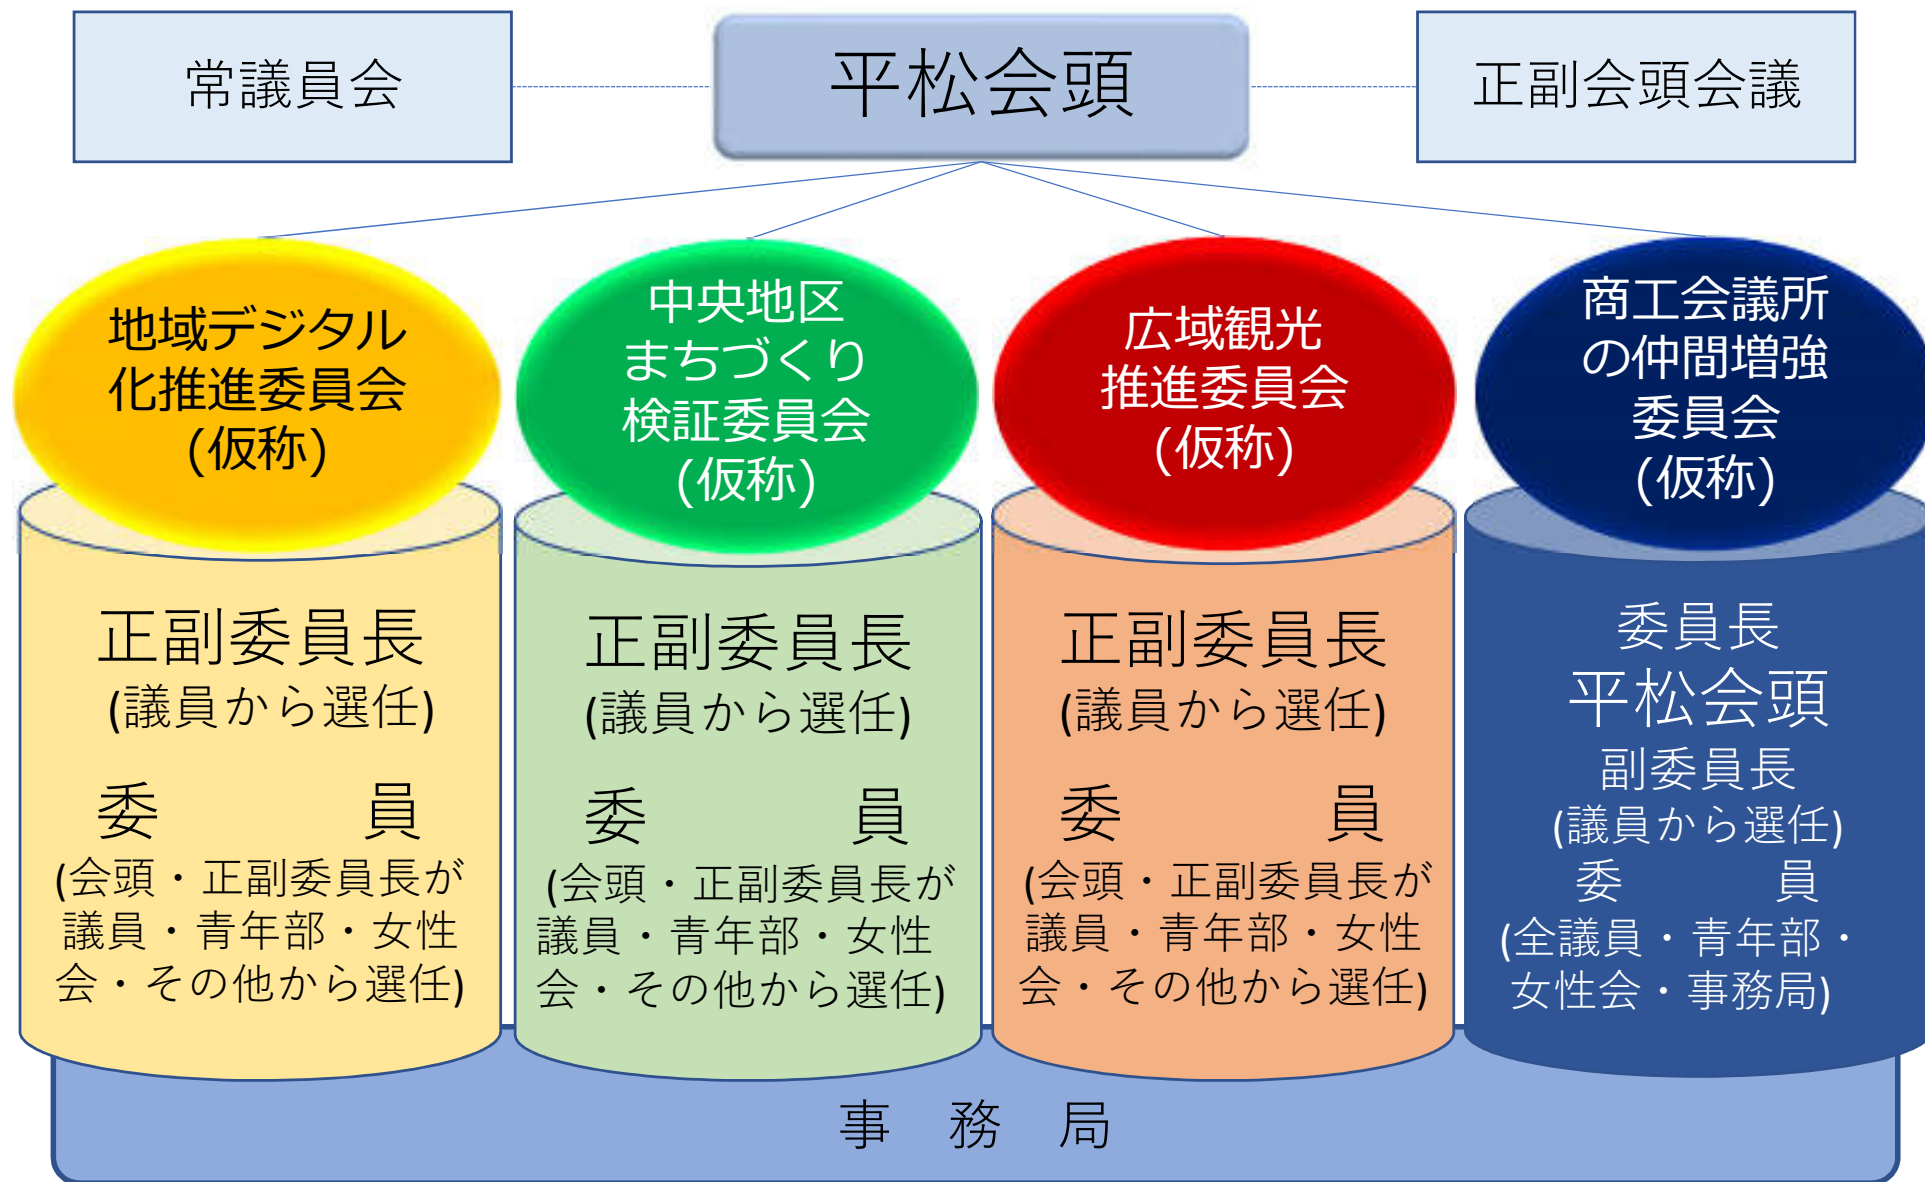 常議員会
平松会頭
正副会頭会議
地域デジタル
化推進委員会
(仮称)
中央地区
まちづくり
検証委員会
(仮称)
広域観光
推進委員会
(仮称)
商工会議所
の仲間増強
委員会
(仮称)
正副委員長
(議員から選任)
委　　　員
(会頭・正副委員長が
議員・青年部・女性
会・その他から選任)
正副委員長
(議員から選任)
委　　　員
(会頭・正副委員長が
議員・青年部・女性
会・その他から選任)
正副委員長
(議員から選任)
委　　　員
(会頭・正副委員長が
議員・青年部・女性
会・その他から選任)
委員長
平松会頭
副委員長
(議員から選任)
委　　　員
(全議員・青年部・
女性会・事務局)
事　務　局